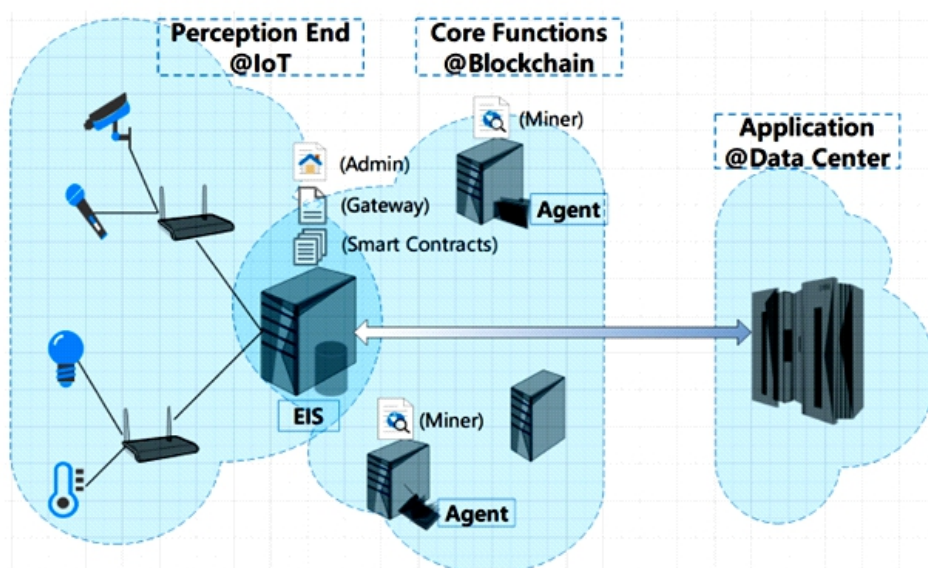 Perception End
@IoT
Core Functions
@Blockchain
(Miner)
Application
@Data Center
(Admin)
(Gateway)
Agent
(Smart Contracts)
EIS
(Miner)
Agent